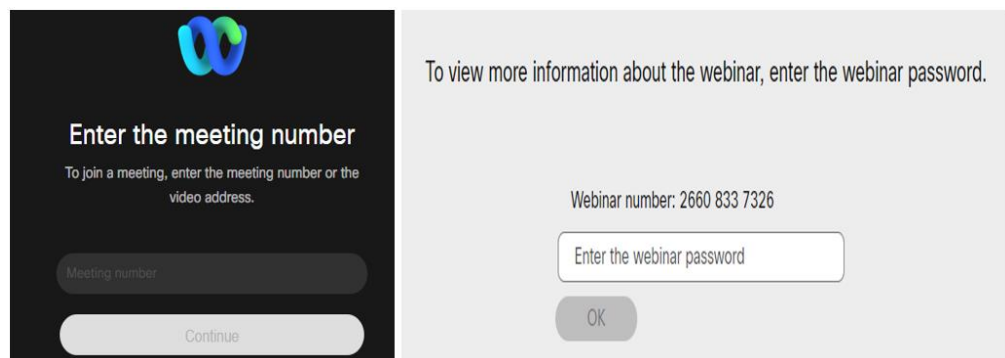 Enter the meeting number
To join a meeting, enter the meeting number or the
video address.
Meeting number
Continue
To view more information about the webinar, enter the webinar password.
Webinar number: 2660 833 7326
Enter the webinar password
OK